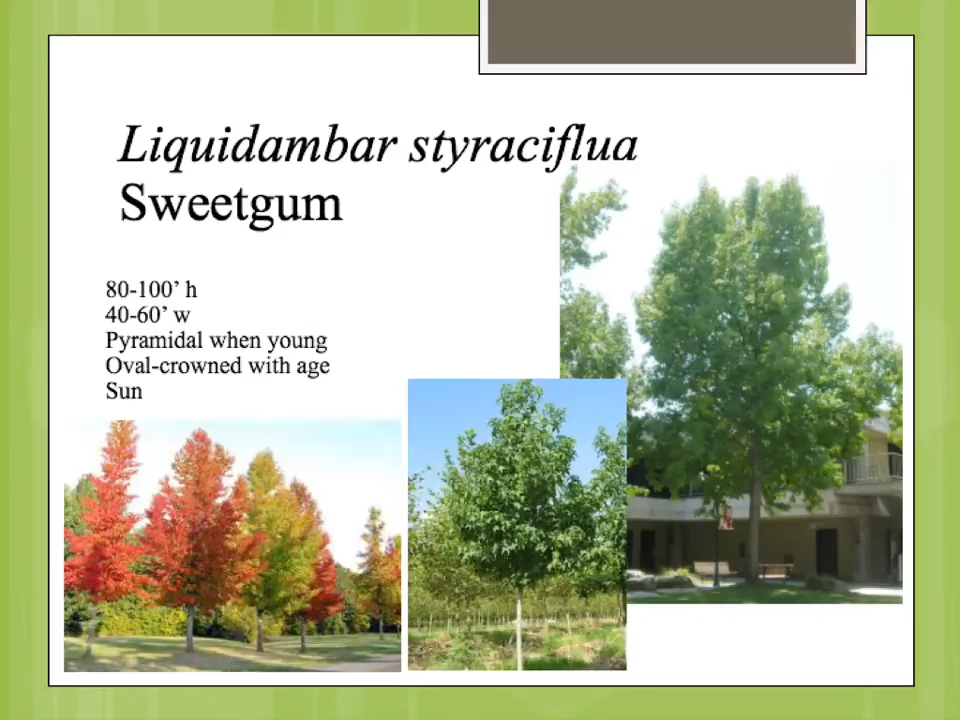 Liquidambar styraciflua
Sweetgum
80-100’ h
40-60’ w
Pyramidal when young
Oval-crowned with age
Sun